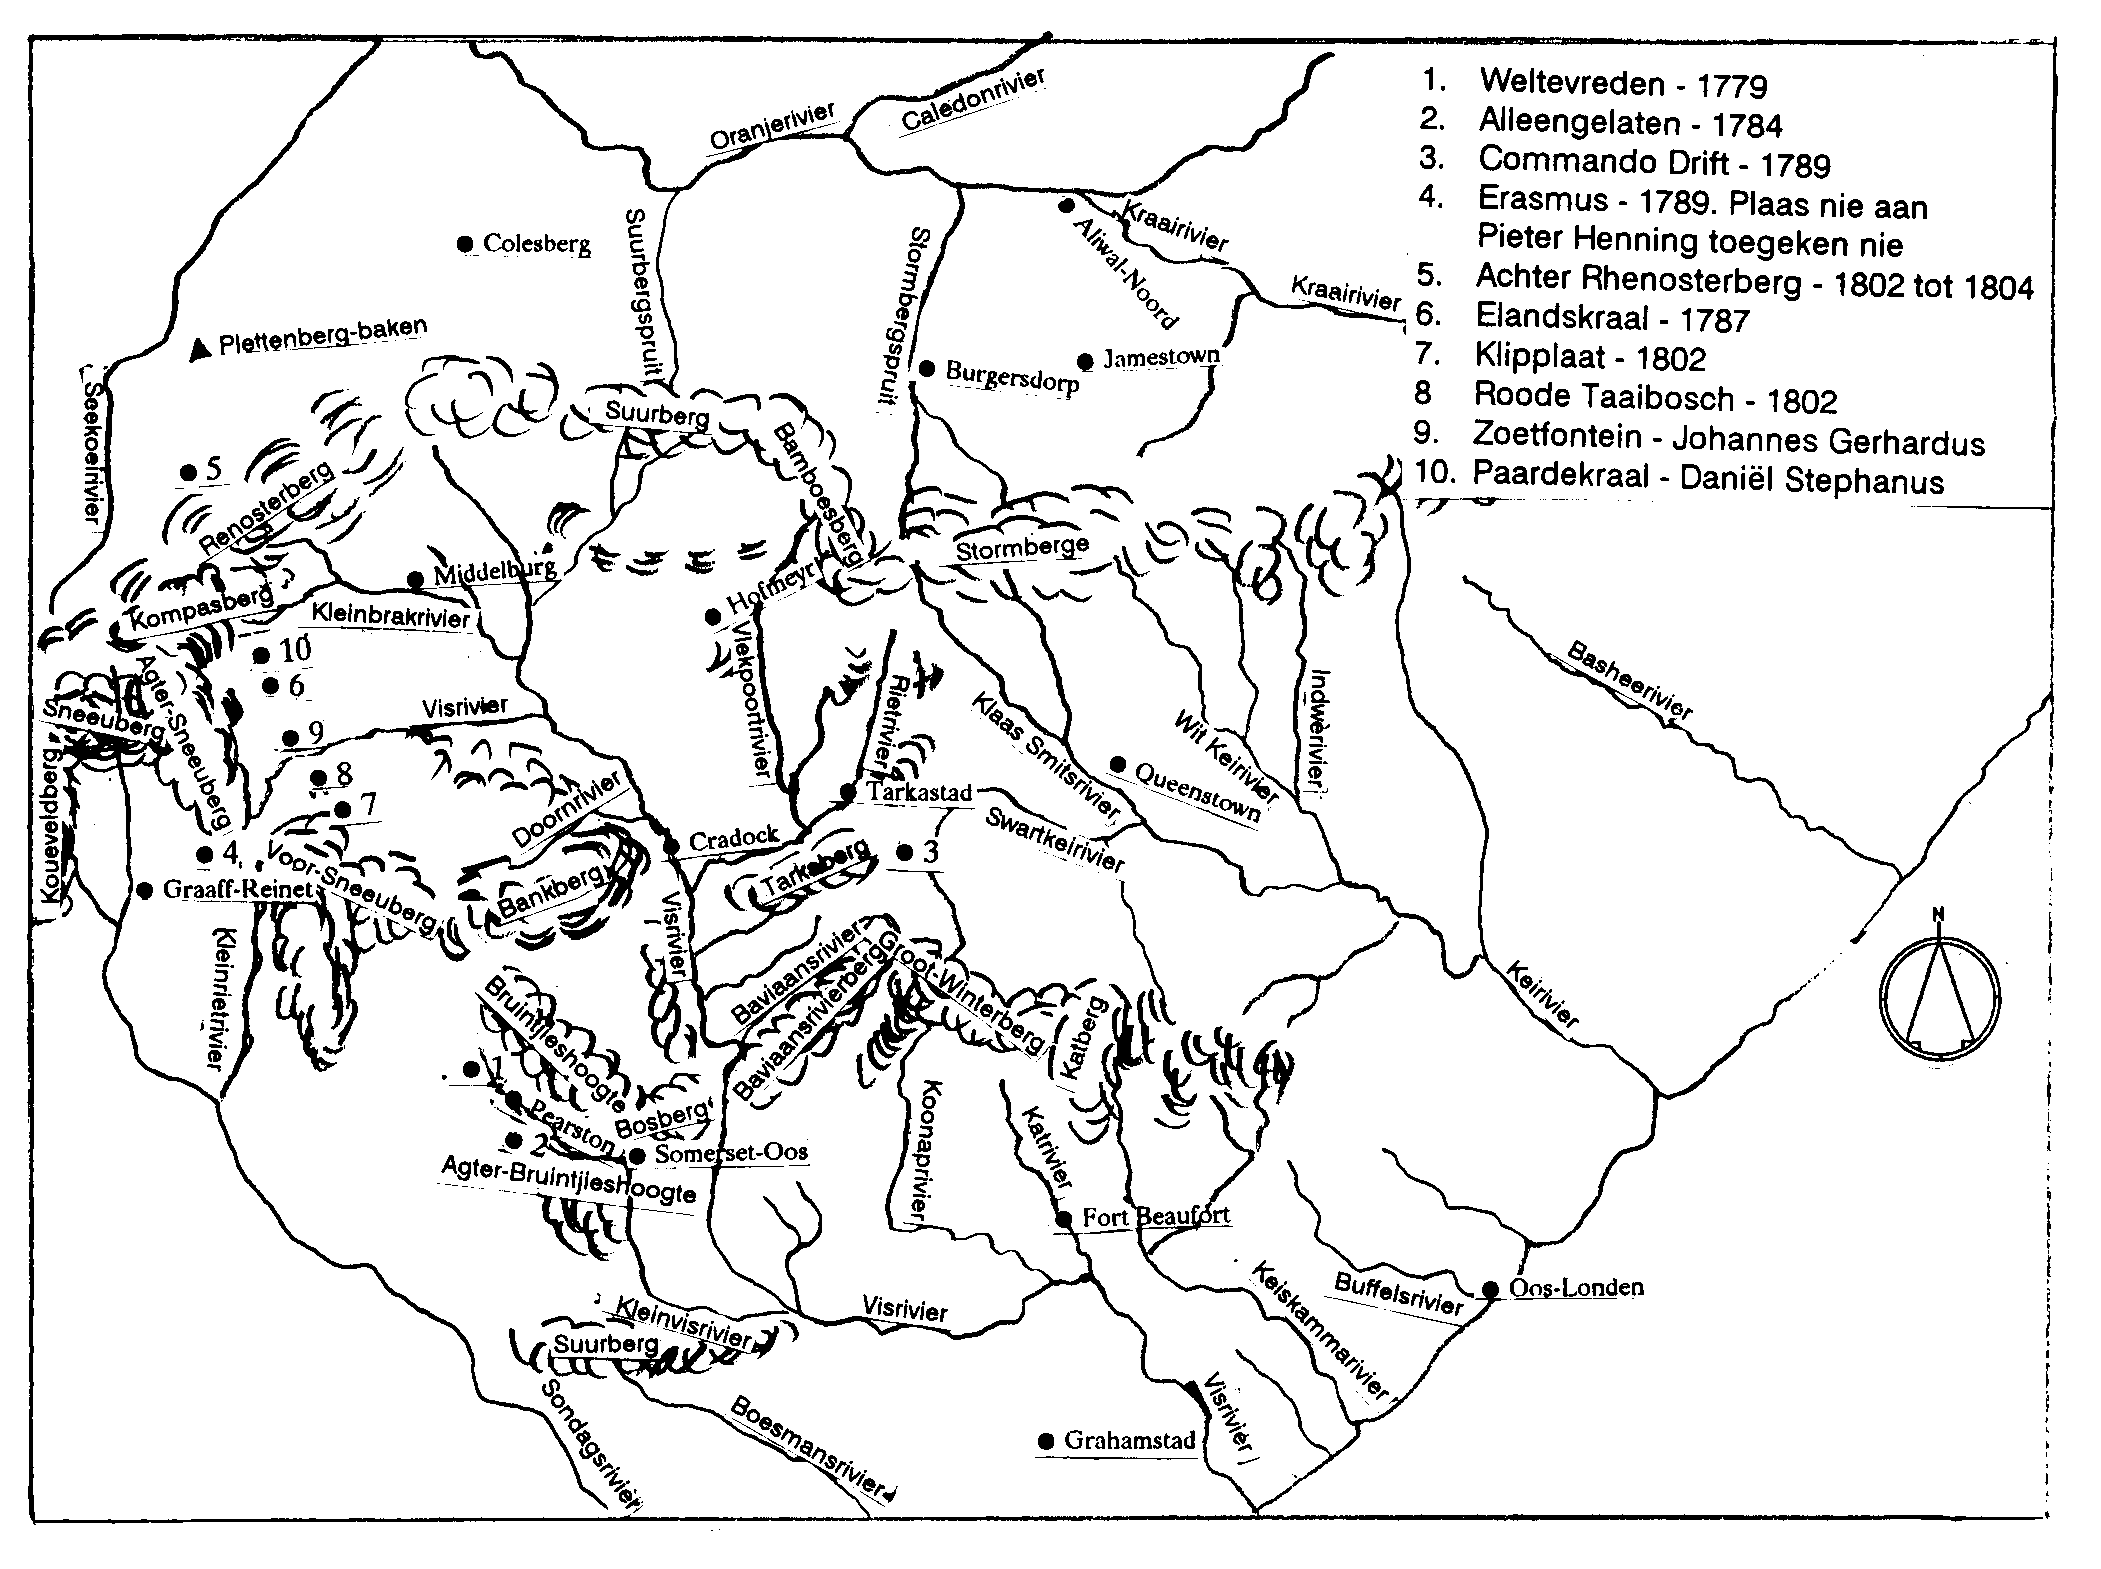 1. Weltevreden - 1779
2. Alleengelaten - 1784
3. Commando Drift - 1789
4. Erasmus - 1789. Plaas nie aan
Pieter Henning toegeken nie
5. Achter Rhenosterberg - 1802 tot 1804
6. Elandskraal - 1787
7. Klipplaat - 1802
8 Roode Taaibosch - 1802
9. Zoetfontein - Johannes Gerhardus
10. Paardekraal - Daniël Stephanus
Oranjerivier
Caledonrivier
Kraairivier
Kraairivier
Aliwal-Noord
Colesberg
Suurbergspruit
Stormbergspruit
Plettenberg-baken
Seekoeirivier
Burgersdorp
Jamestown
Suurberg
Bamboesberg
5
Renosterberg
Stormberge
Middelburg
Hofmeyr
Kompasberg
Kleinbrakrivier
10
6
Agter-Sneeuberg
Sneeuberg
Koueveldberg
Visrivier
9
8
7
Vlekpoortrivier
Rietrivier
Klaas Smitsrivier
Wit Keirivier
Indwerivier
Basheerivier
Queenstown
Tarkastad
Swartkeirivier
Doornrivier
Cradock
Tarkaberg
3
4
Graaff-Reinet
Voor-Sneeuberg
Bankberg
Visrivier
Kleinrietrivier
Baviaansrivier
Baviaansrivierberg
Groot-Winterberg
Katberg
N
Keirivier
Bruintjieshoogte
1
Pearston
Bosberg
2
Somerset-Oos
Agter-BruintjiesHoogte
Koonaprivier
Katrivier
Fort Beaufort
Keiskammarivier
Buffelsrivier
Oos-Londen
Kleinvisrivier
Visrivier
Suurberg
Sondagsrivier
Boesmansrivier
Visrivier
Grahamstad